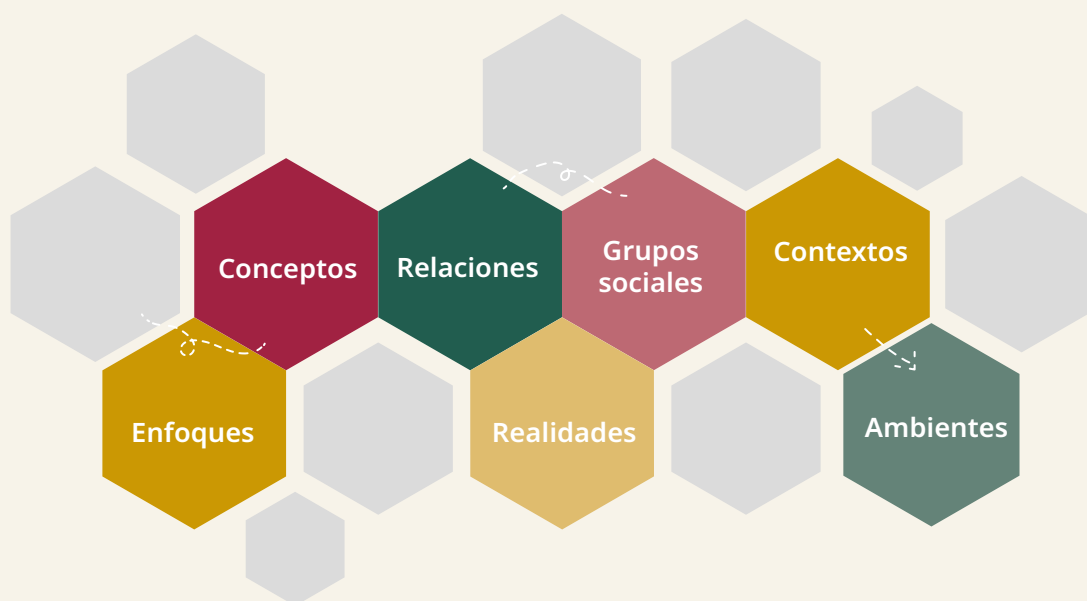 Conceptos
Relaciones
Grupos
sociales
Contextos
Enfoques
Realidades
Ambientes